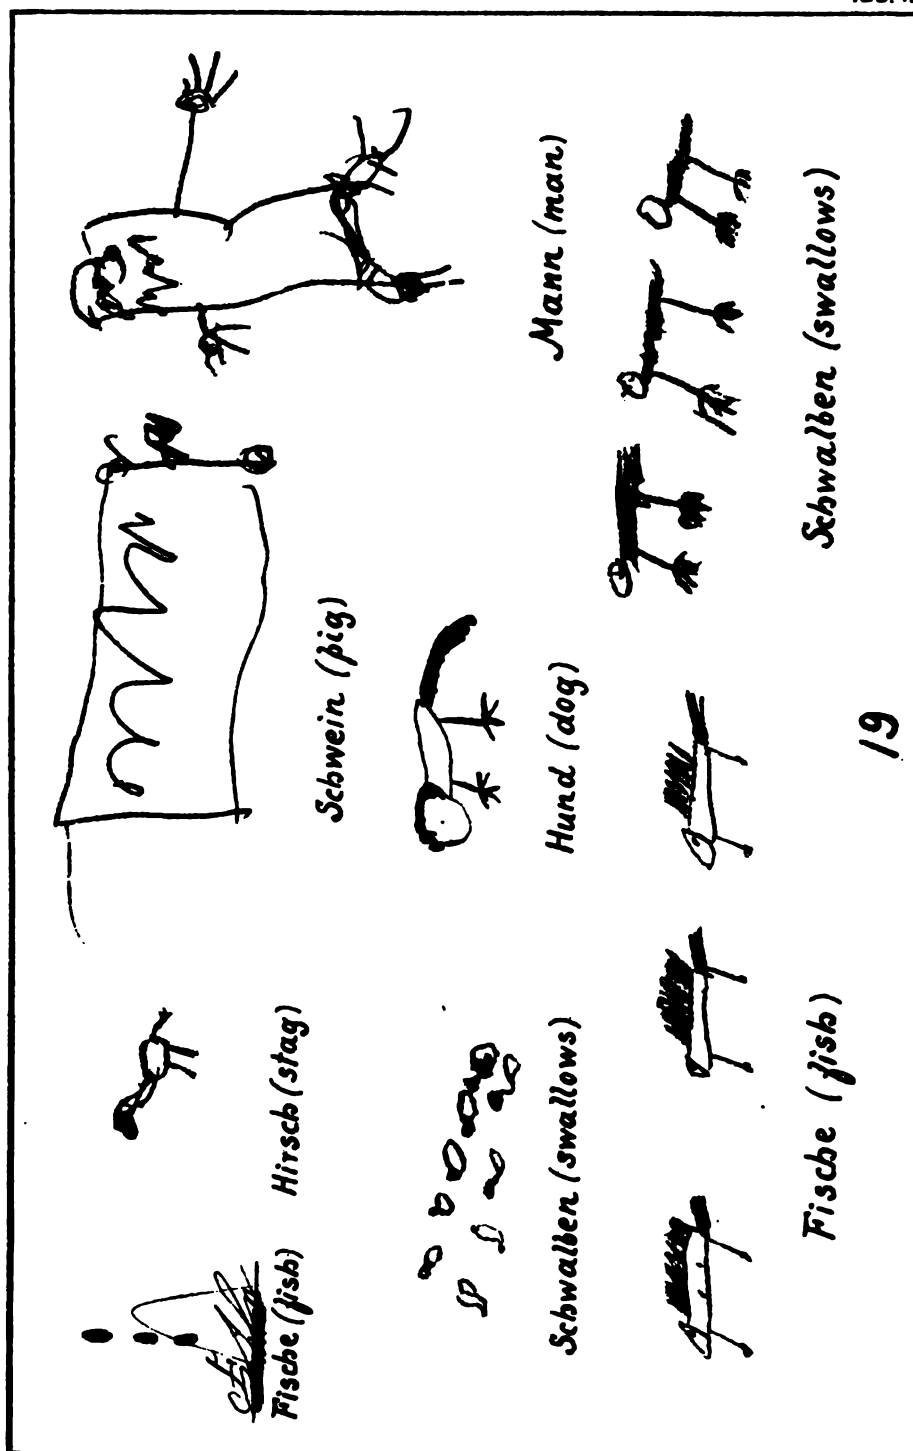 Fische (fish)
Hirsch (stag)
Schwein (pig)
Mann (man)
Schwalben (swallows)
Hund (dog)
Fische (fish)
Schwalben (swallows)
19